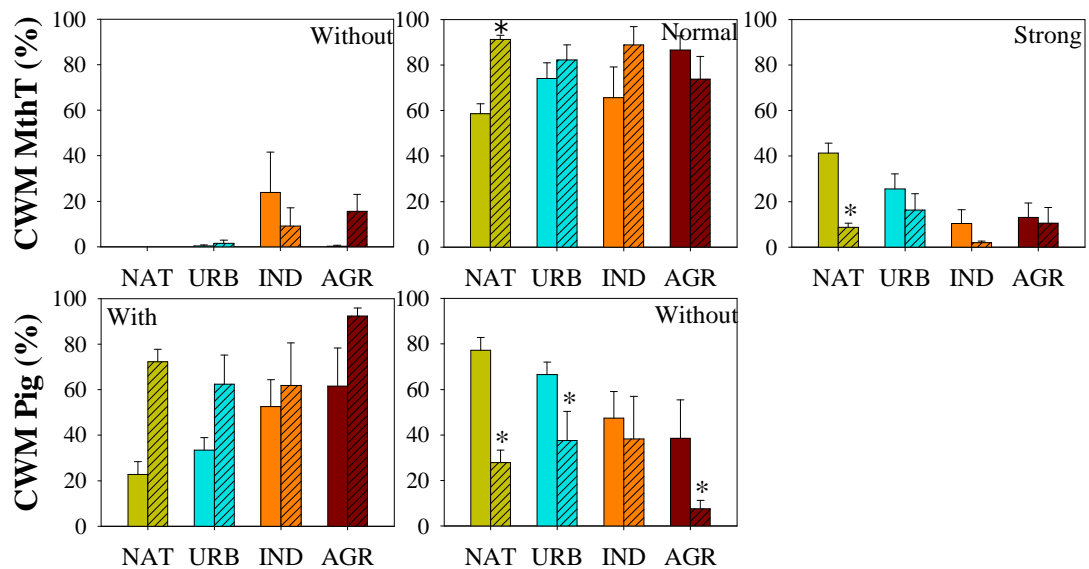 CWM MthT (%)
100
80
60
40
20
0
Without
NAT URB IND AGR
100
80
60
40
20
0
*
Normal
NAT URB IND AGR
100
80
60
40
20
0
Strong
*
NAT URB IND AGR
CWM Pig (%)
100
80
60
40
20
0
With
NAT URB IND AGR
100
80
60
40
20
0
Without
* * *
NAT URB IND AGR